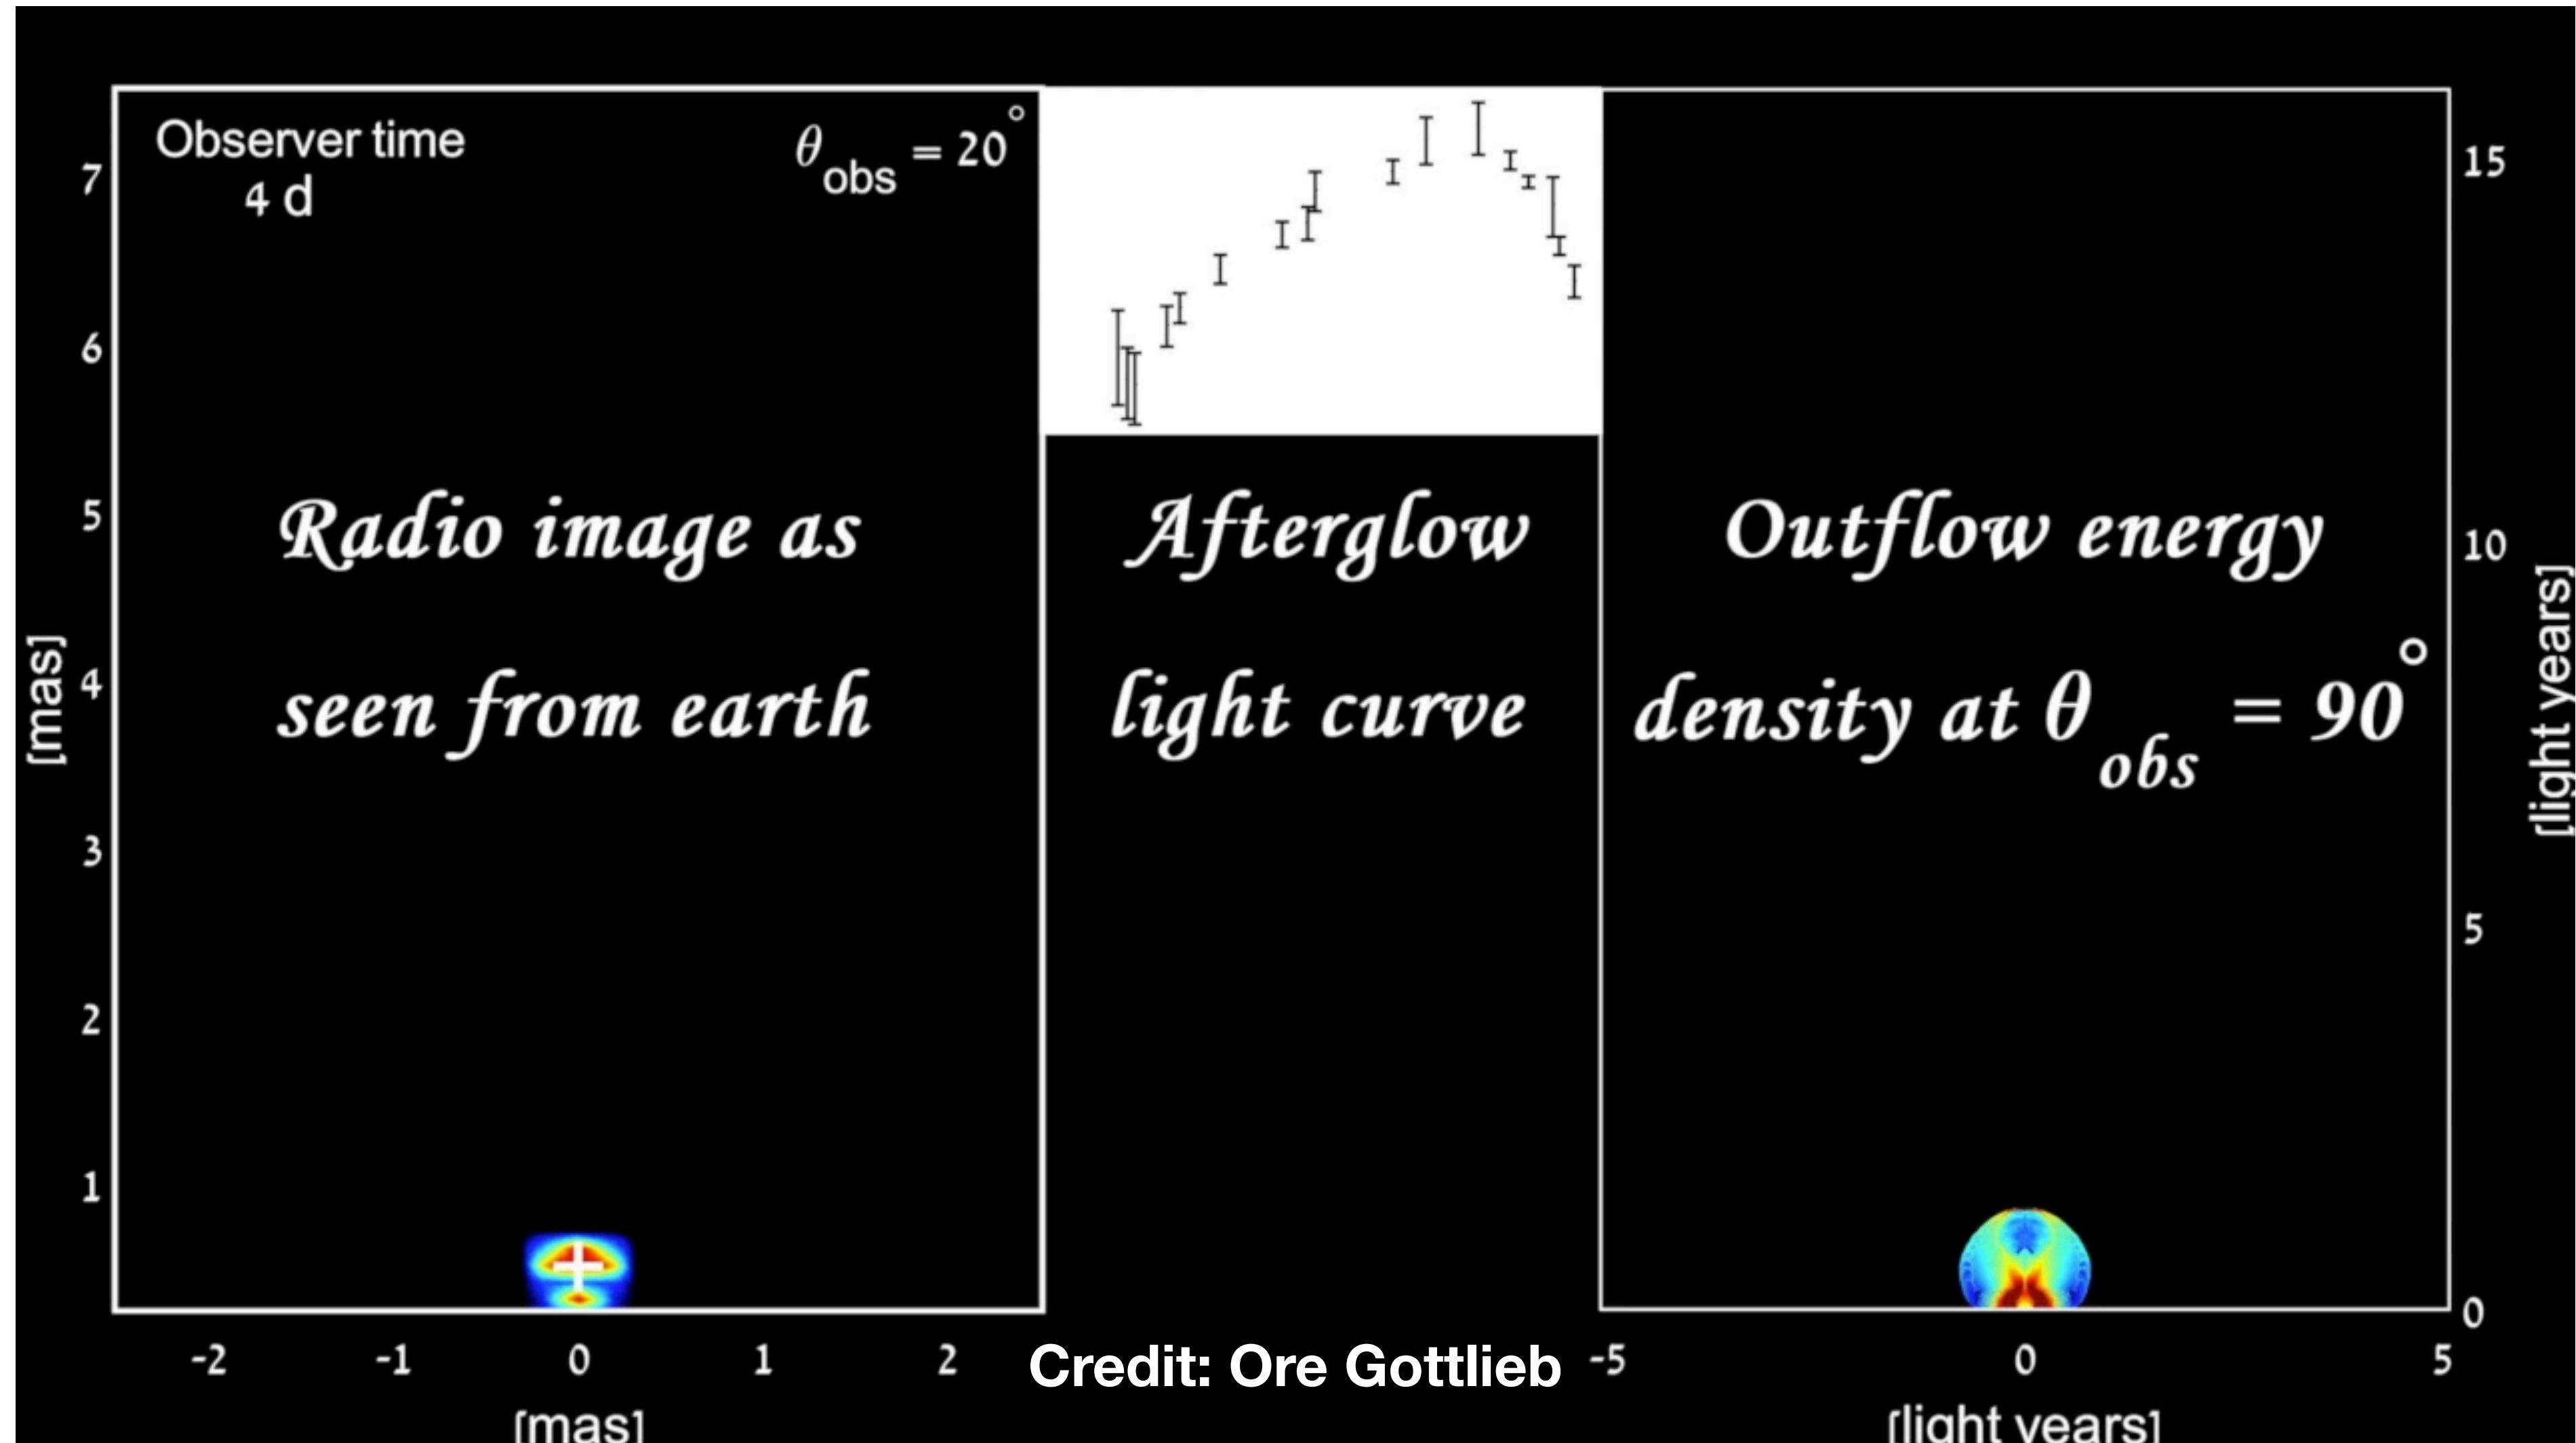 Observer time
4 d
θobs = 20°
7
6
5
4
3
2
1
[mas]
-2 -1 0 1 2
[mas]
Radio image as
seen from earth
Afterglow
light curve
Outflow energy
density at θobs = 90°
15
10
5
0
[light years]
-5 0 5
[light years]
Credit: Ore Gottlieb